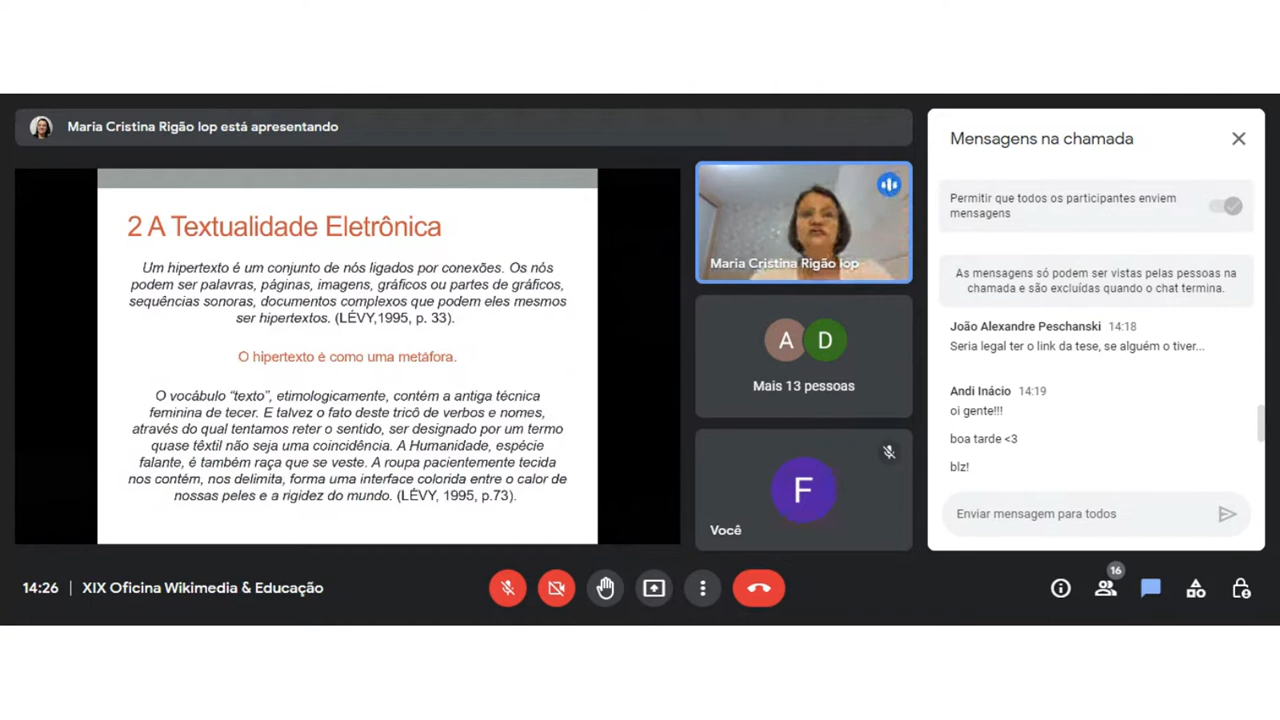 Maria Cristina Rigão Iop está apresentando
2 A Textualidade Eletrônica
Um hipertexto é um conjunto de nós ligados por conexões. Os nós
podem ser palavras, páginas, imagens, gráficos ou partes de gráficos,
sequências sonoras, documentos complexos que podem eles mesmos
ser hipertextos. (LÉVY,1995, p. 33).
O hipertexto é como uma metáfora.
O vocábulo “texto”, etimologicamente, contém a antiga técnica
feminina de tecer. E talvez o fato deste tricô de verbos e nomes,
através do qual tentamos reter o sentido, ser designado por um termo
quase têxtil não seja uma coincidência. A Humanidade, espécie
falante, é também raça que se veste. A roupa pacientemente tecida
nos contém, nos delimita, forma uma interface colorida entre o calor de
nossas peles e a rigidez do mundo. (LÉVY, 1995, p.73).
Maria Cristina Rigão Iop
A
D
Mais 13 pessoas
F
Você
Mensagens na chamada
Permitir que todos os participantes enviem
mensagens
As mensagens só podem ser vistas pelas pessoas na
chamada e são excluídas quando o chat termina.
João Alexandre Peschanski 14:18
Seria legal ter o link da tese, se alguém o tiver...
Andi Inácio 14:19
oi gente!!!
boa tarde <3
blz!
Enviar mensagem para todos
14:26 | XIX Oficina Wikimedia & Educação
16